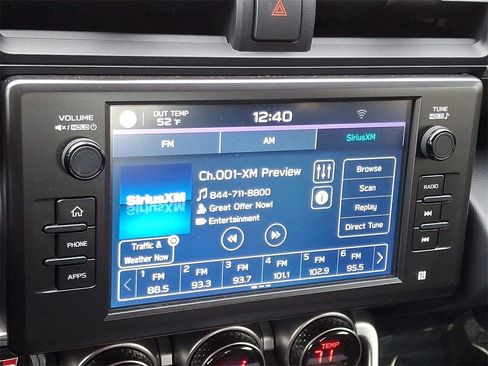 VOLUME
HOLD
OUT TEMP
52 °F
12:40
TUNE
HOLD
FM
AM
SiriusXM
Ch.001-XM Preview
844-711-8800
Great Offer Now!
Entertainment
SiriusXM
Browse
Scan
Replay
Direct Tune
Traffic &
Weather Now
1 FM
88.5
2 FM
93.3
3 FM
93.7
4 FM
101.1
5 FM
102.9
6 FM
95.5
PHONE
APPS
RADIO
TEMP
71